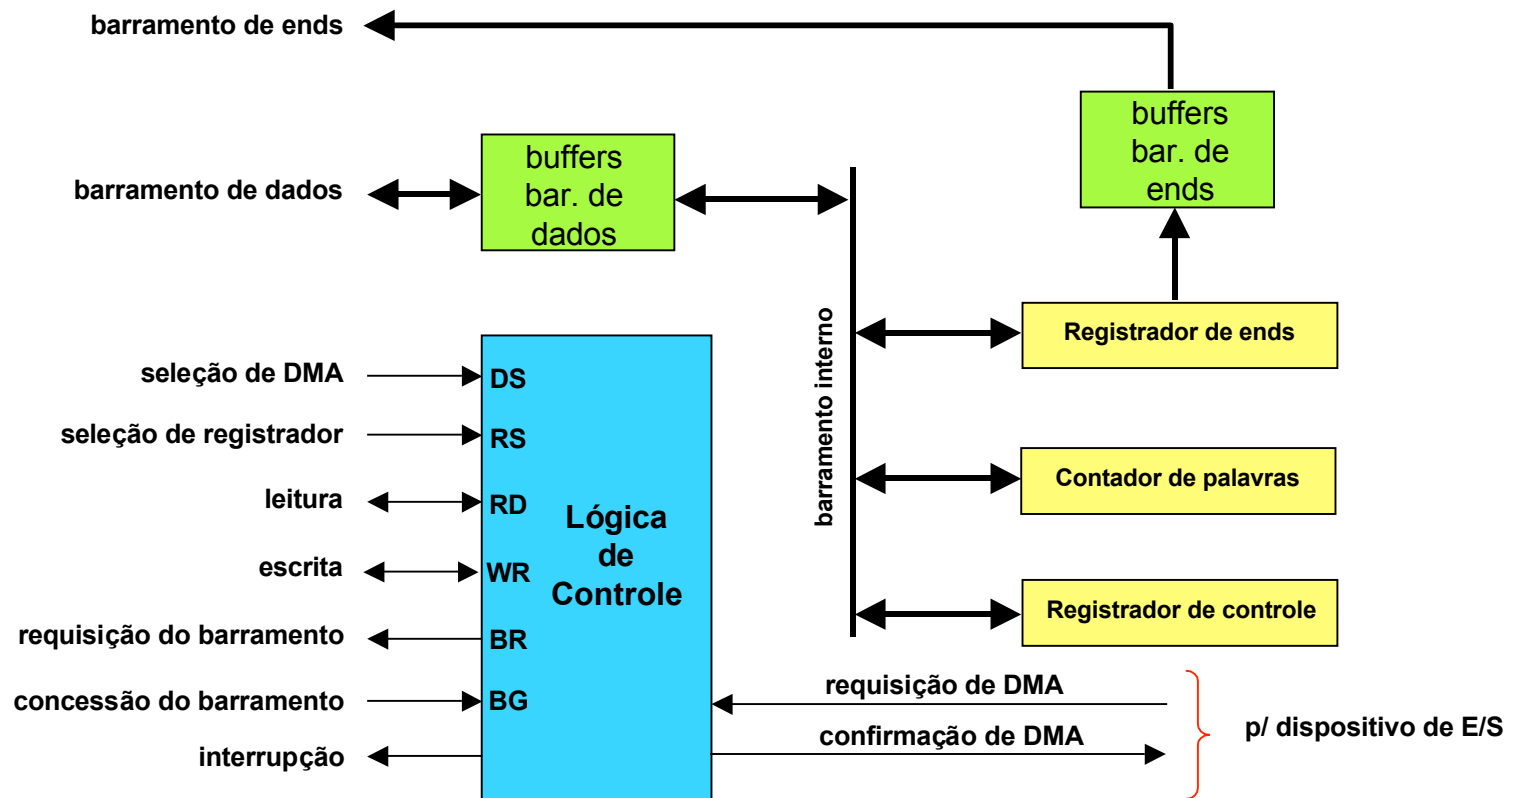 barramento de ends
buffers
bar. de
ends
barramento de dados
buffers
bar. de
dados
barramento interno
Registrador de ends
Contador de palavras
Registrador de controle
seleção de DMA
DS
seleção de registrador
RS
leitura
RD
escrita
WR
requisição do barramento
BR
concessão do barramento
BG
interrupção
Lógica
de
Controle
requisição de DMA
confirmação de DMA
p/ dispositivo de E/S